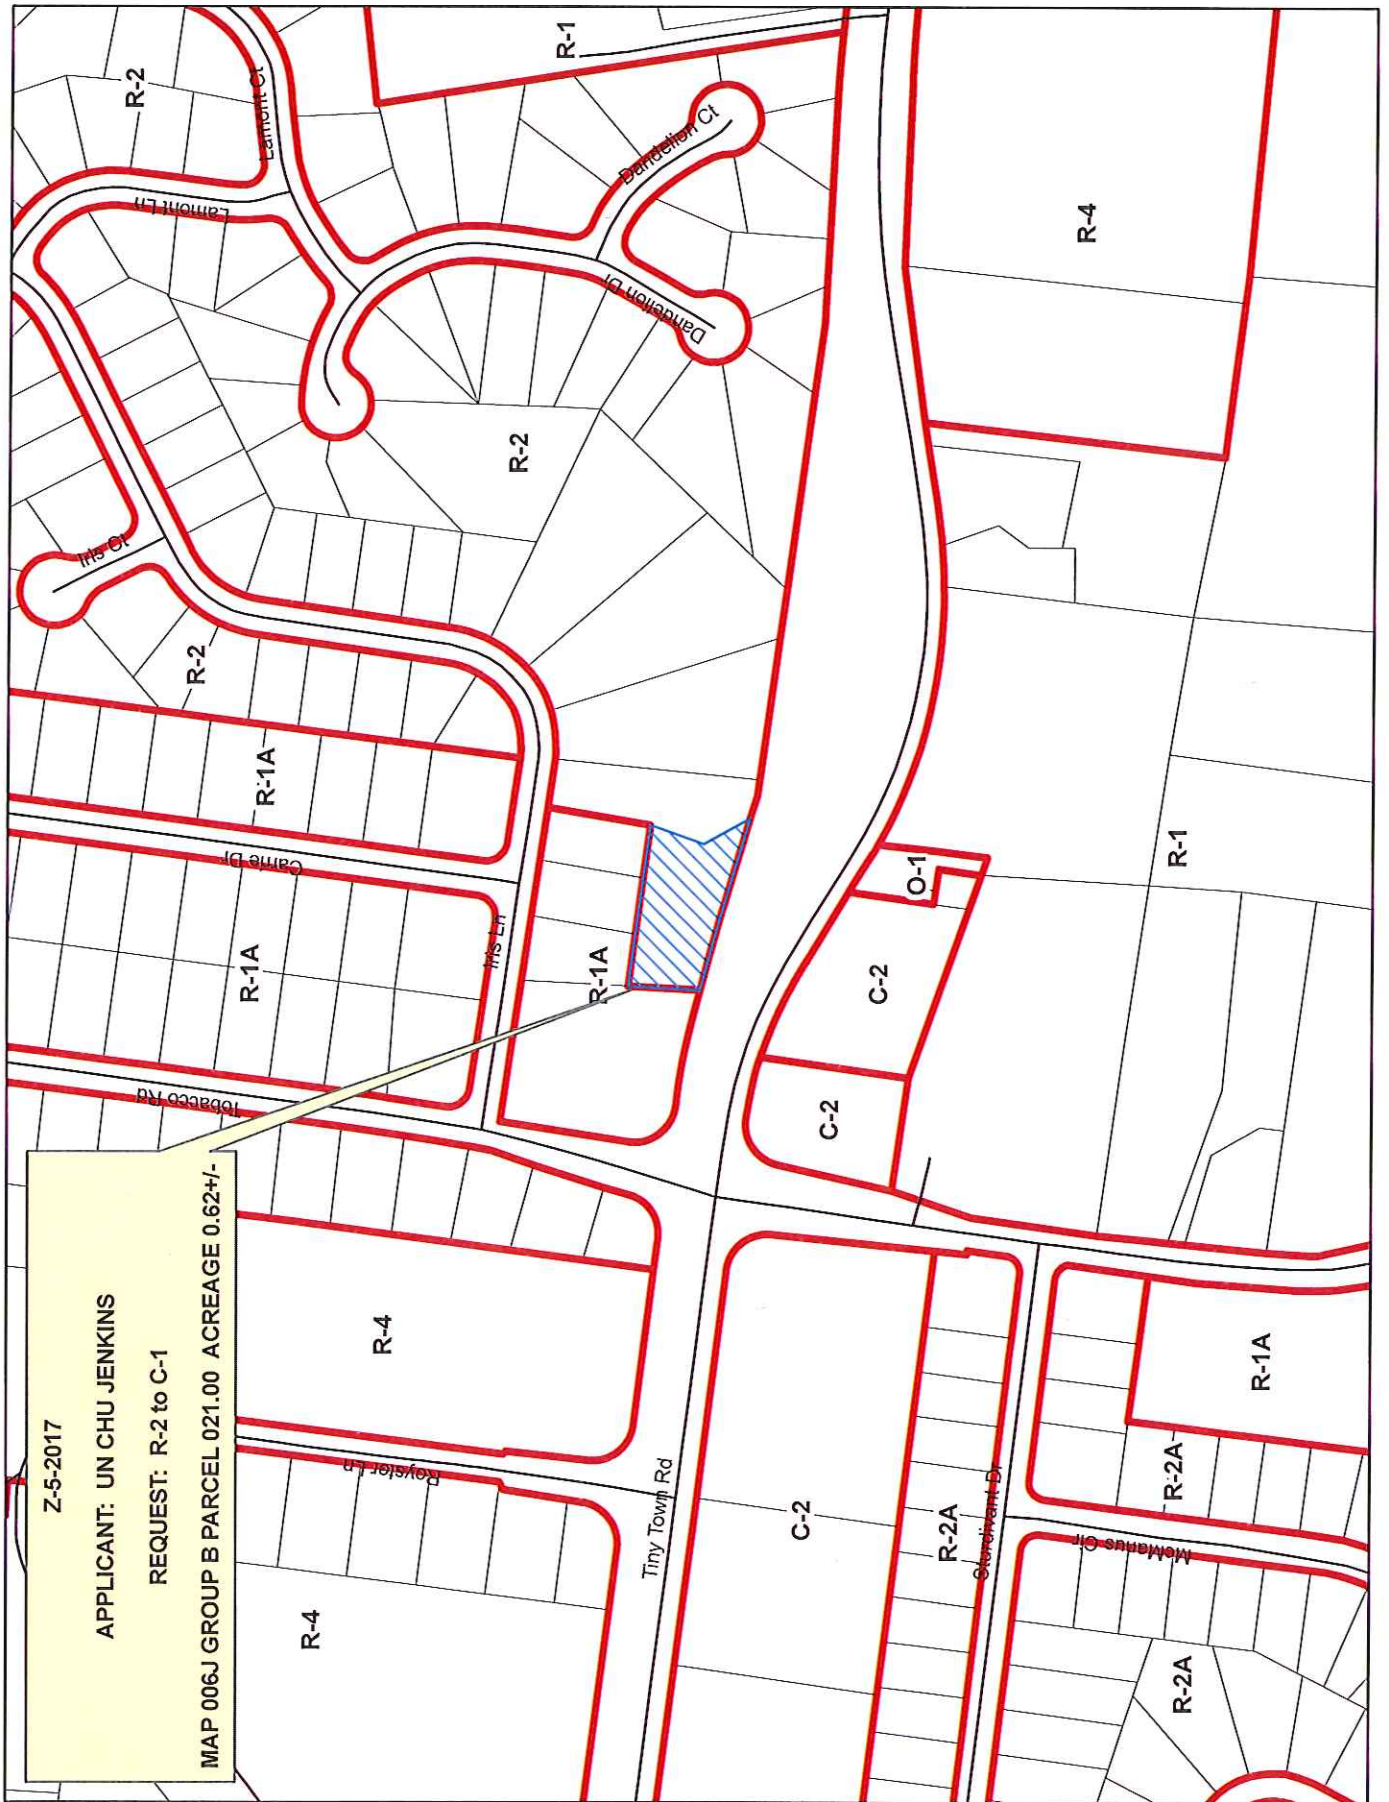 Z-5-2017
APPLICANT: UN CHU JENKINS
REQUEST: R-2 to C-1
MAP 006J GROUP B PARCEL 021.00 ACREAGE 0.62+/-
R-4
R-4
Royster Ln
Tobacco Rd
R-1A
Carrie Dr
R-1A
R-2
Iris Ct
Iris Ln
R-1A
R-2
Lamont Ln
Lamont Ct
R-2
R-1
Dandelion Dr
Dandelion Ct
Tiny Town Rd
C-2
C-2
C-2
O-1
R-4
R-1
R-2A
Sturdivant Dr
McManus Cir
R-2A
R-2A
R-1A